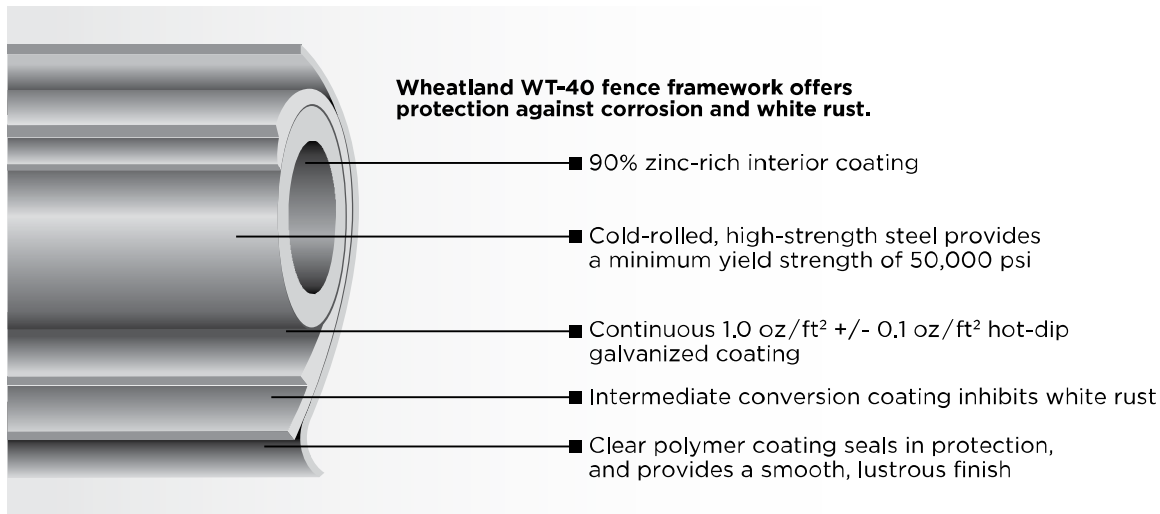 Wheatland WT-40 fence framework offers
protection against corrosion and white rust.
■ 90% zinc-rich interior coating
■ Cold-rolled, high-strength steel provides
a minimum yield strength of 50,000 psi
■ Continuous 1.0 oz/ft² +/- 0.1 oz/ft² hot-dip
galvanized coating
■ Intermediate conversion coating inhibits white rust
■ Clear polymer coating seals in protection,
and provides a smooth, lustrous finish